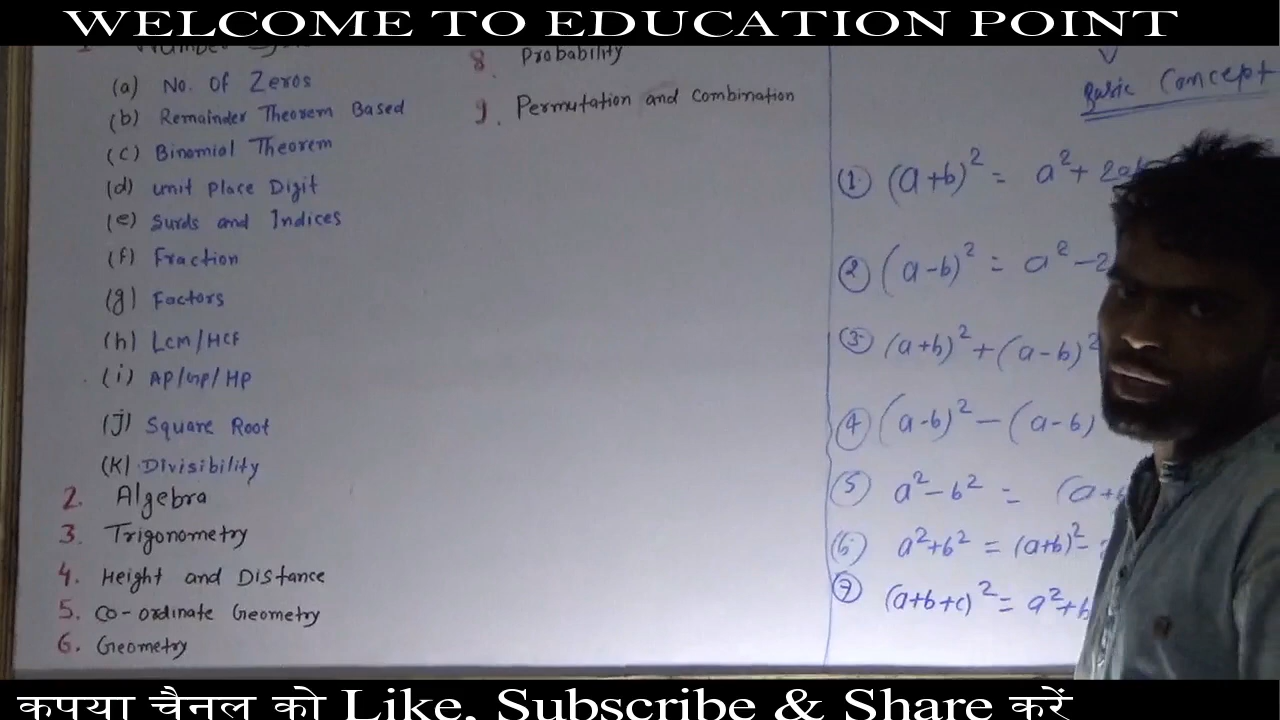 WELCOME TO EDUCATION POINT
(a) No. Of Zeros
(b) Remainder Theorem Based
(c) Binomial Theorem
(d) unit Place Digit
(e) Surds and Indices
(f) Fraction
(g) Factors
(h) LCM/HCF
(i) AP/GP/HP
(j) Square Root
(K) Divisibility
2. Algebra
3. Trigonometry
4. Height and Distance
5. Co-ordinate Geometry
6. Geometry
8. Probability
9. Permutation and Combination
Basic Concept
(1) (a+b)² = a² + 2ab
(2) (a-b)² = a² - 2
(3) (a+b)² + (a-b)²
(4) (a-b)² - (a-b)
(5) a² - b² = (a+b
(6) a² + b² = (a+b)² -
(7) (a+b+c)² = a² + b
कृपया चैनल को Like, Subscribe & Share करें